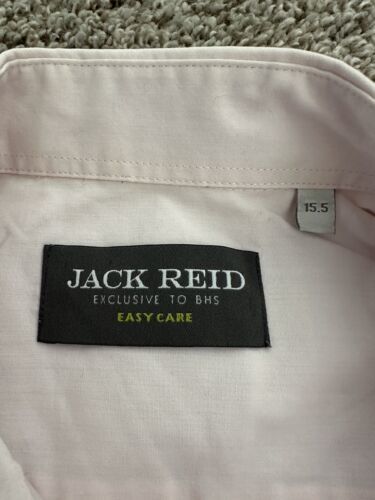 15.5
JACK REID
EXCLUSIVE TO BHS
EASY CARE